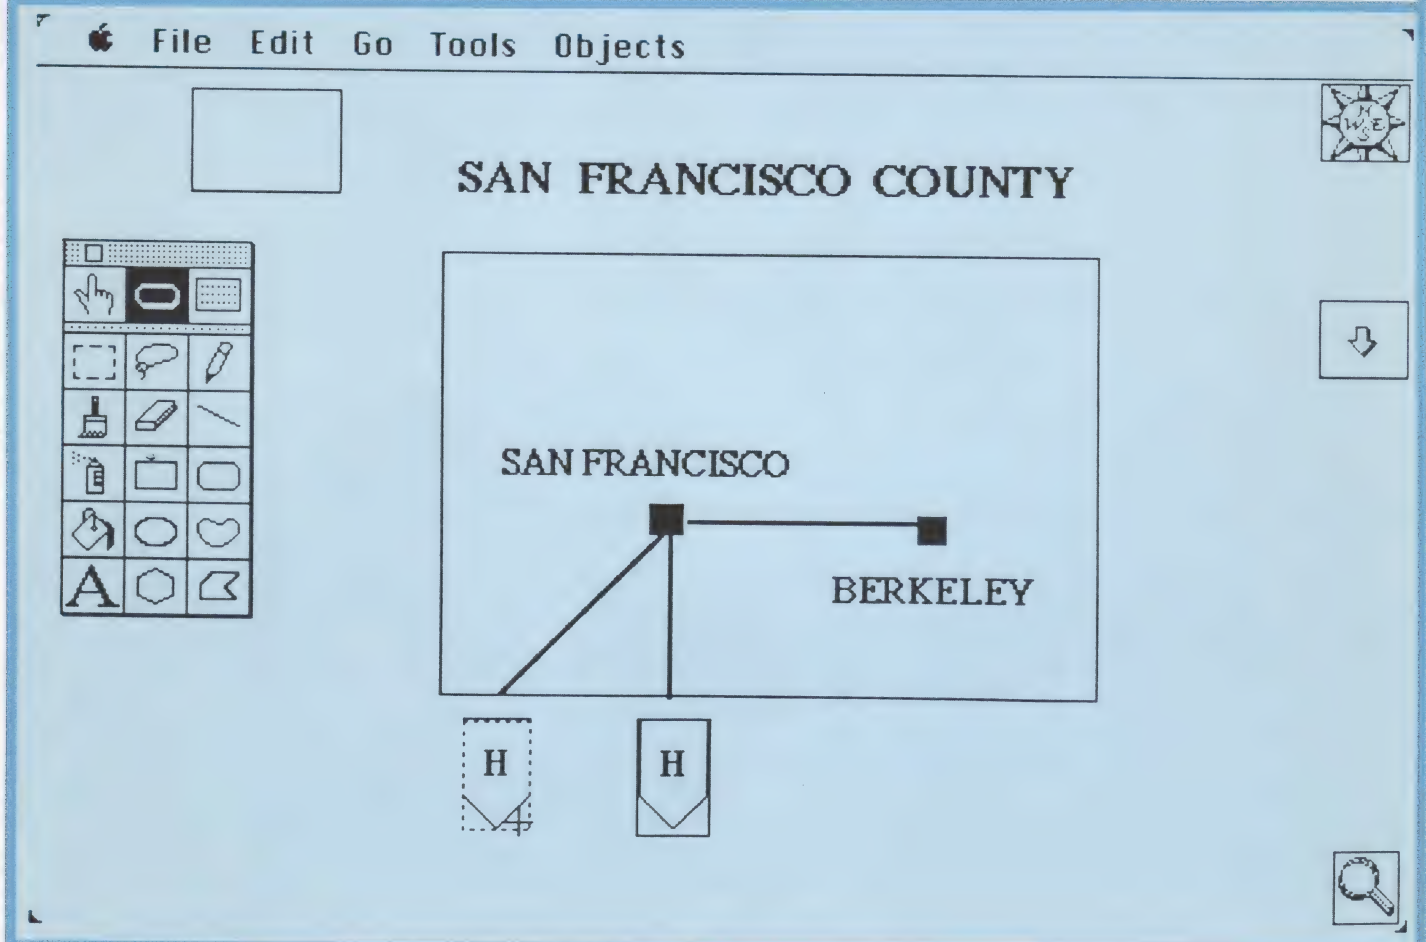 File Edit Go Tools Objects
SAN FRANCISCO COUNTY
N
W E
S
SAN FRANCISCO
BERKELEY
A
H H